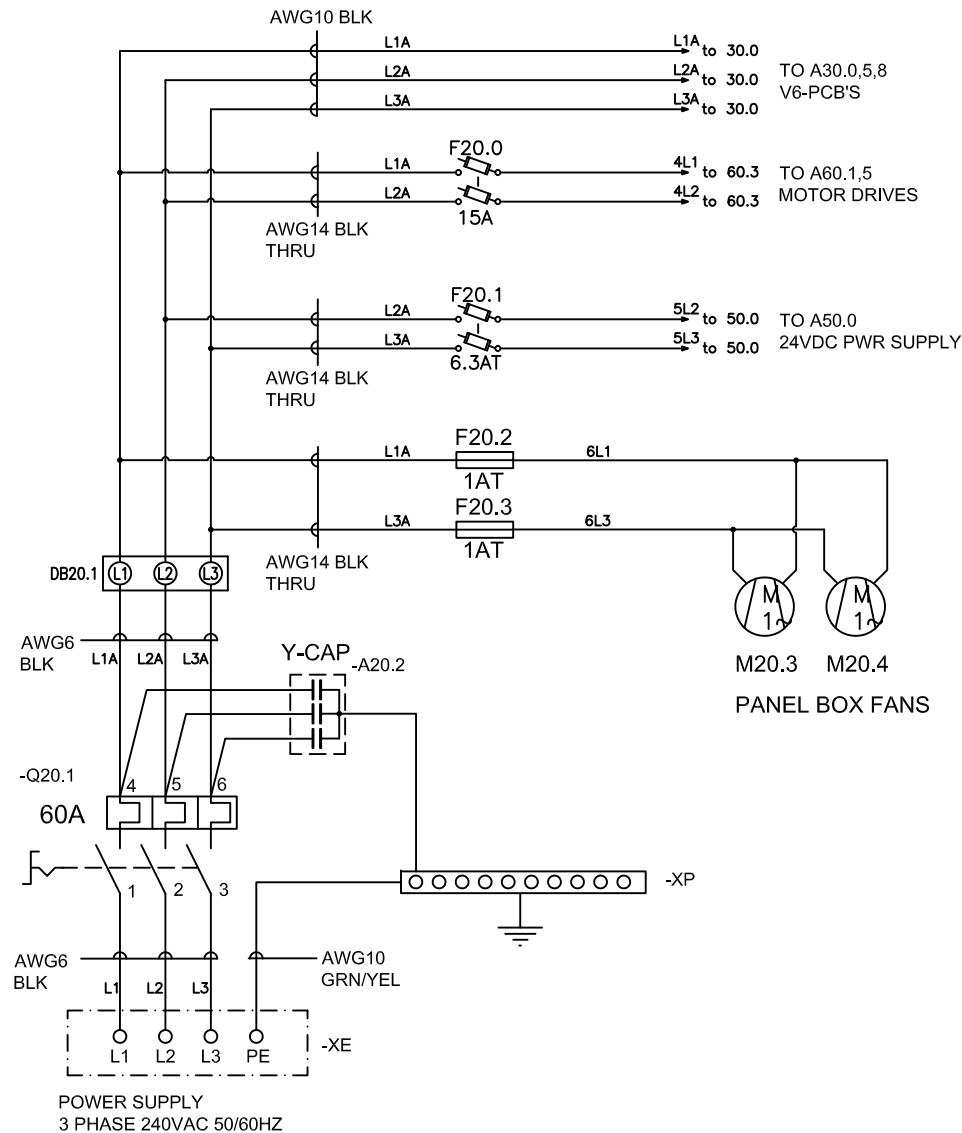 AWG10 BLK
L1A
L1A to 30.0
L2A
L2A to 30.0
TO A30.0,5,8
V6-PCB'S
L3A
L3A to 30.0
F20.0
L1A
4L1 to 60.3
TO A60.1,5
MOTOR DRIVES
L2A
4L2 to 60.3
15A
AWG14 BLK
THRU
F20.1
L2A
5L2 to 50.0
TO A50.0
24VDC PWR SUPPLY
L3A
5L3 to 50.0
6.3AT
AWG14 BLK
THRU
F20.2
L1A
6L1
1AT
F20.3
L3A
6L3
1AT
AWG14 BLK
THRU
DB20.1
L1
L2
L3
M
1~
M
1~
M20.3
M20.4
PANEL BOX FANS
AWG6
BLK
L1A
L2A
L3A
Y-CAP
-A20.2
-Q20.1
60A
4
5
6
1
2
3
-XP
AWG6
BLK
AWG10
GRN/YEL
L1
L2
L3
L1
L2
L3
PE
-XE
POWER SUPPLY
3 PHASE 240VAC 50/60HZ